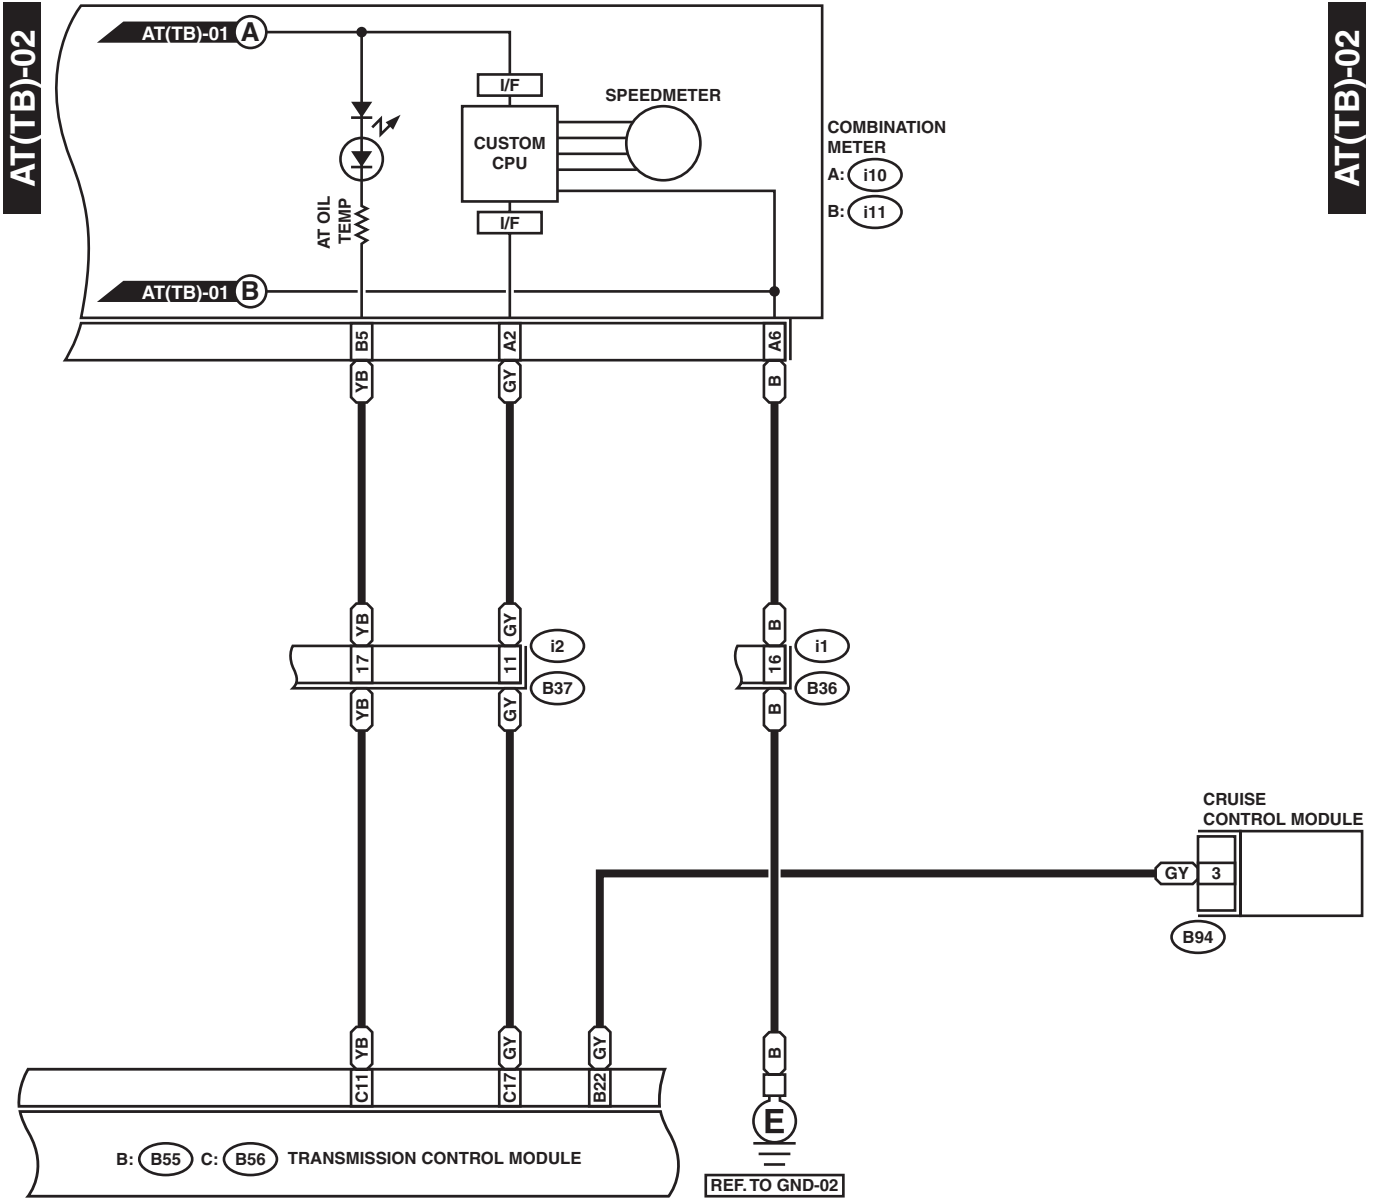 AT(TB)-02
AT(TB)-02
AT(TB)-01 A
I/F
SPEEDMETER
CUSTOM
CPU
COMBINATION
METER
A: i10
B: i11
AT OIL
TEMP
I/F
AT(TB)-01 B
B5
A2
A6
YB
GY
B
YB
GY
B
i2
i1
17
11
16
B37
B36
YB
GY
B
CRUISE
CONTROL MODULE
GY 3
B94
YB
GY
GY
B
C11
C17
B22
E
B: B55 C: B56 TRANSMISSION CONTROL MODULE
REF. TO GND-02